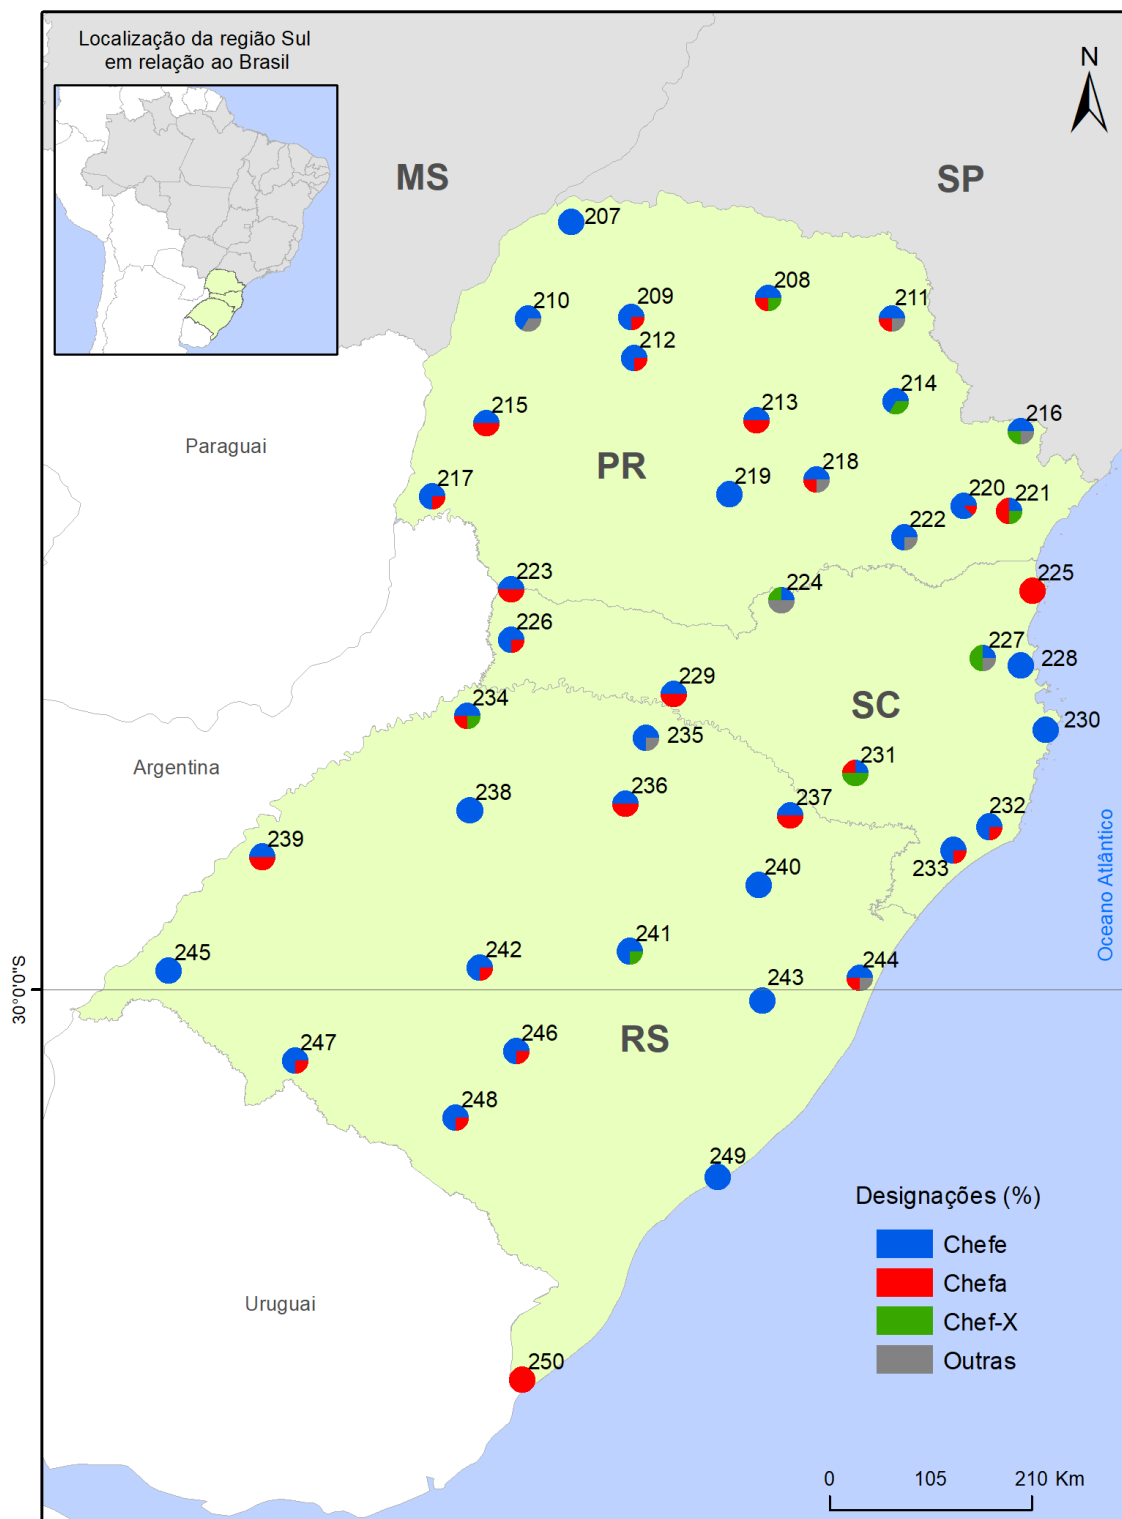 Localização da região Sul
em relação ao Brasil
N
MS
SP
207
208
209
210
211
212
214
213
215
216
Paraguai
PR
217
218
219
220
221
222
223
224
225
226
227
228
229
SC
234
230
235
231
Argentina
238
236
237
232
239
233
240
Oceano Atlântico
241
242
245
244
243
30°0'0"S
RS
246
247
248
249
Designações (%)
Chefe
Chefa
Uruguai
Chef-X
Outras
250
0 105 210 Km